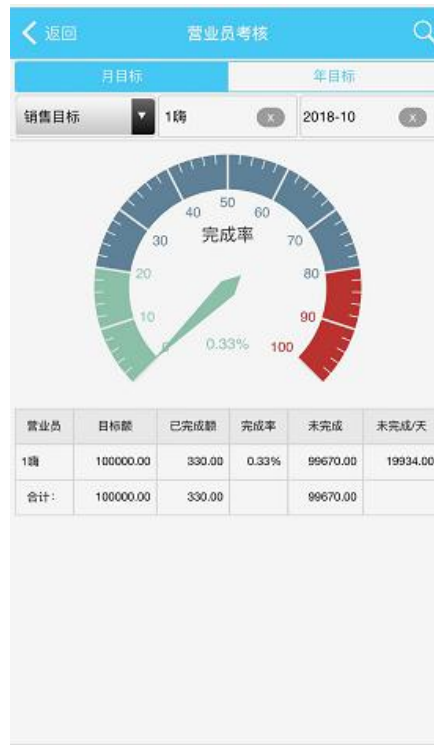 返回 营业员考核
月目标 年目标
销售目标 1嗨 x 2018-10 x
50
40 60
完成率
30 70
20 80
10 90
0 0.33% 100
营业员 目标额 已完成额 完成率 未完成 未完成/天
1嗨 100000.00 330.00 0.33% 99670.00 19934.00
合计： 100000.00 330.00 99670.00